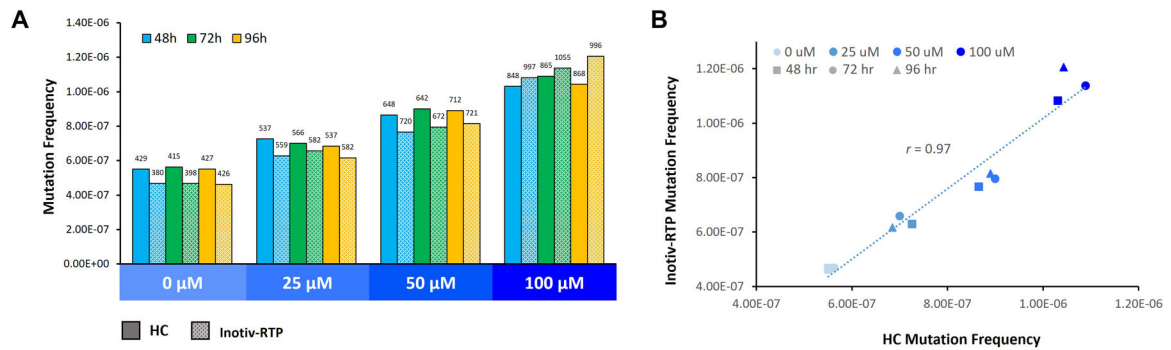 A
Mutation Frequency
1.40E-06
1.20E-06
1.00E-06
8.00E-07
6.00E-07
4.00E-07
2.00E-07
0.00E+00
48h 72h 96h
429 380 415 398 427 426
537 559 566 582 537 582
648 720 642 672 712 721
848 997 865 1055 868 996
0 µM 25 µM 50 µM 100 µM
HC Inotiv-RTP
B
Inotiv-RTP Mutation Frequency
1.20E-06
1.00E-06
8.00E-07
6.00E-07
4.00E-07
0 uM 25 uM 50 uM 100 uM
48 hr 72 hr 96 hr
r = 0.97
4.00E-07 6.00E-07 8.00E-07 1.00E-06 1.20E-06
HC Mutation Frequency